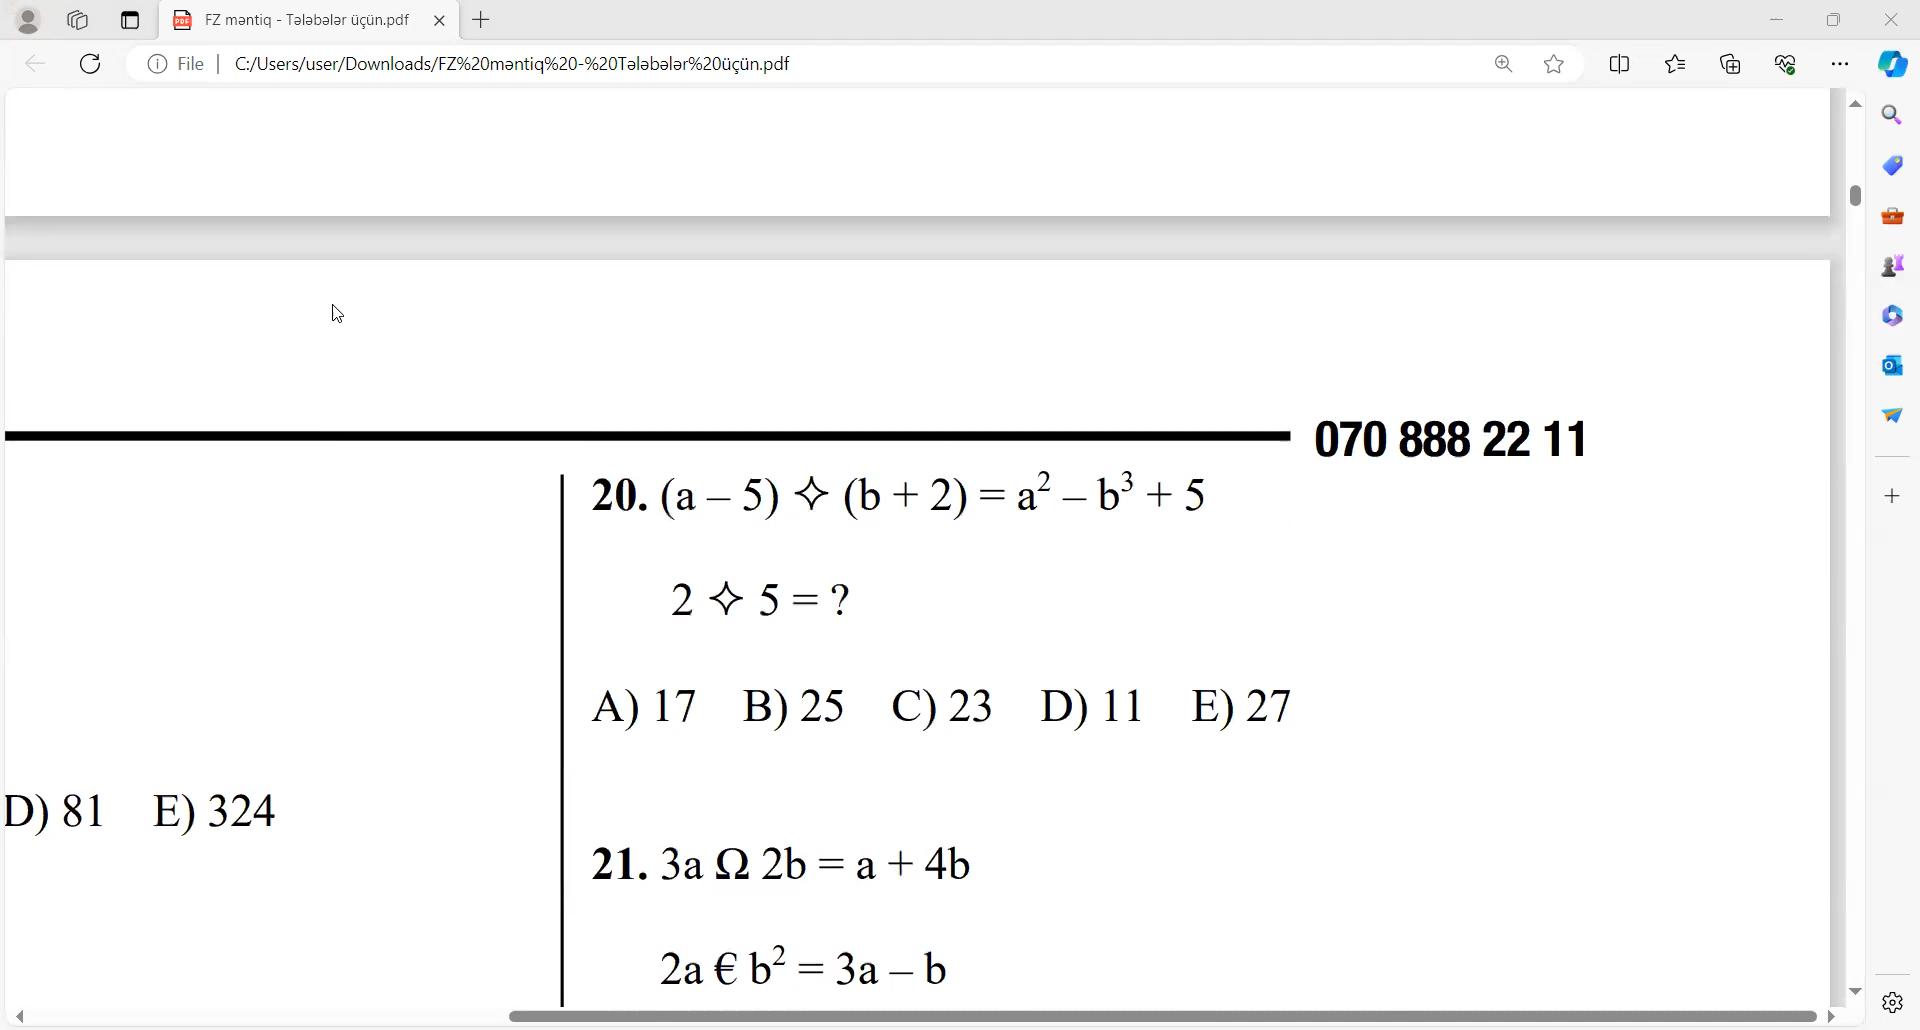 FZ məntiq - Tələbələr üçün.pdf
File
C:/Users/user/Downloads/FZ%20məntiq%20-%20Tələbələr%20üçün.pdf
070 888 22 11
D) 81 E) 324
20. (a – 5) ✧ (b + 2) = a² – b³ + 5
2 ✧ 5 = ?
A) 17 B) 25 C) 23 D) 11 E) 27
21. 3a Ω 2b = a + 4b
2a € b² = 3a – b